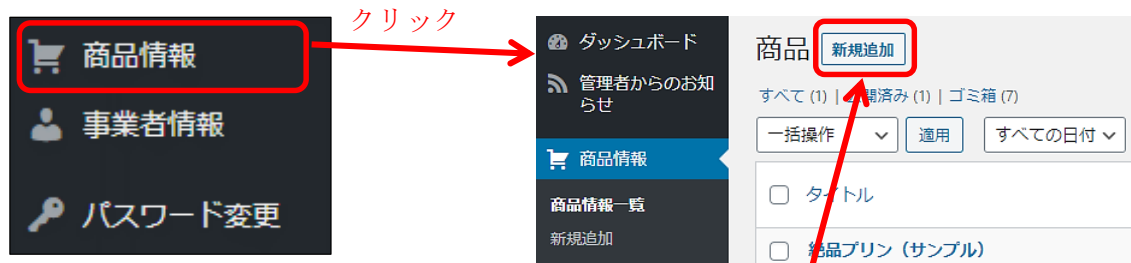 商品情報
事業者情報
パスワード変更
クリック
ダッシュボード
管理者からのお知
らせ
商品情報
商品情報一覧
新規追加
商品 新規追加
すべて (1) | 公開済み (1) | ゴミ箱 (7)
一括操作 適用 すべての日付
タイトル
絶品プリン（サンプル）